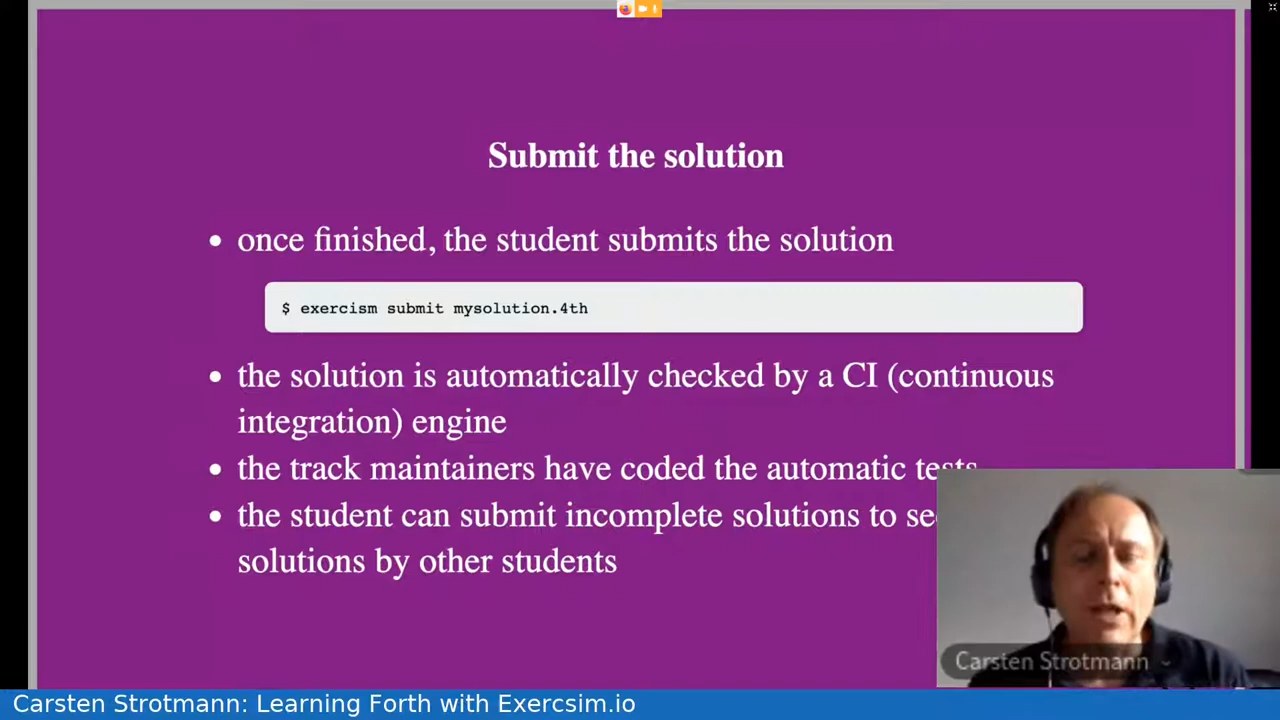 Submit the solution
• once finished, the student submits the solution
$ exercism submit mysolution.4th
• the solution is automatically checked by a CI (continuous
integration) engine
• the track maintainers have coded the automatic tests
• the student can submit incomplete solutions to
solutions by other students
Carsten Strotmann
Carsten Strotmann: Learning Forth with Exercsim.io